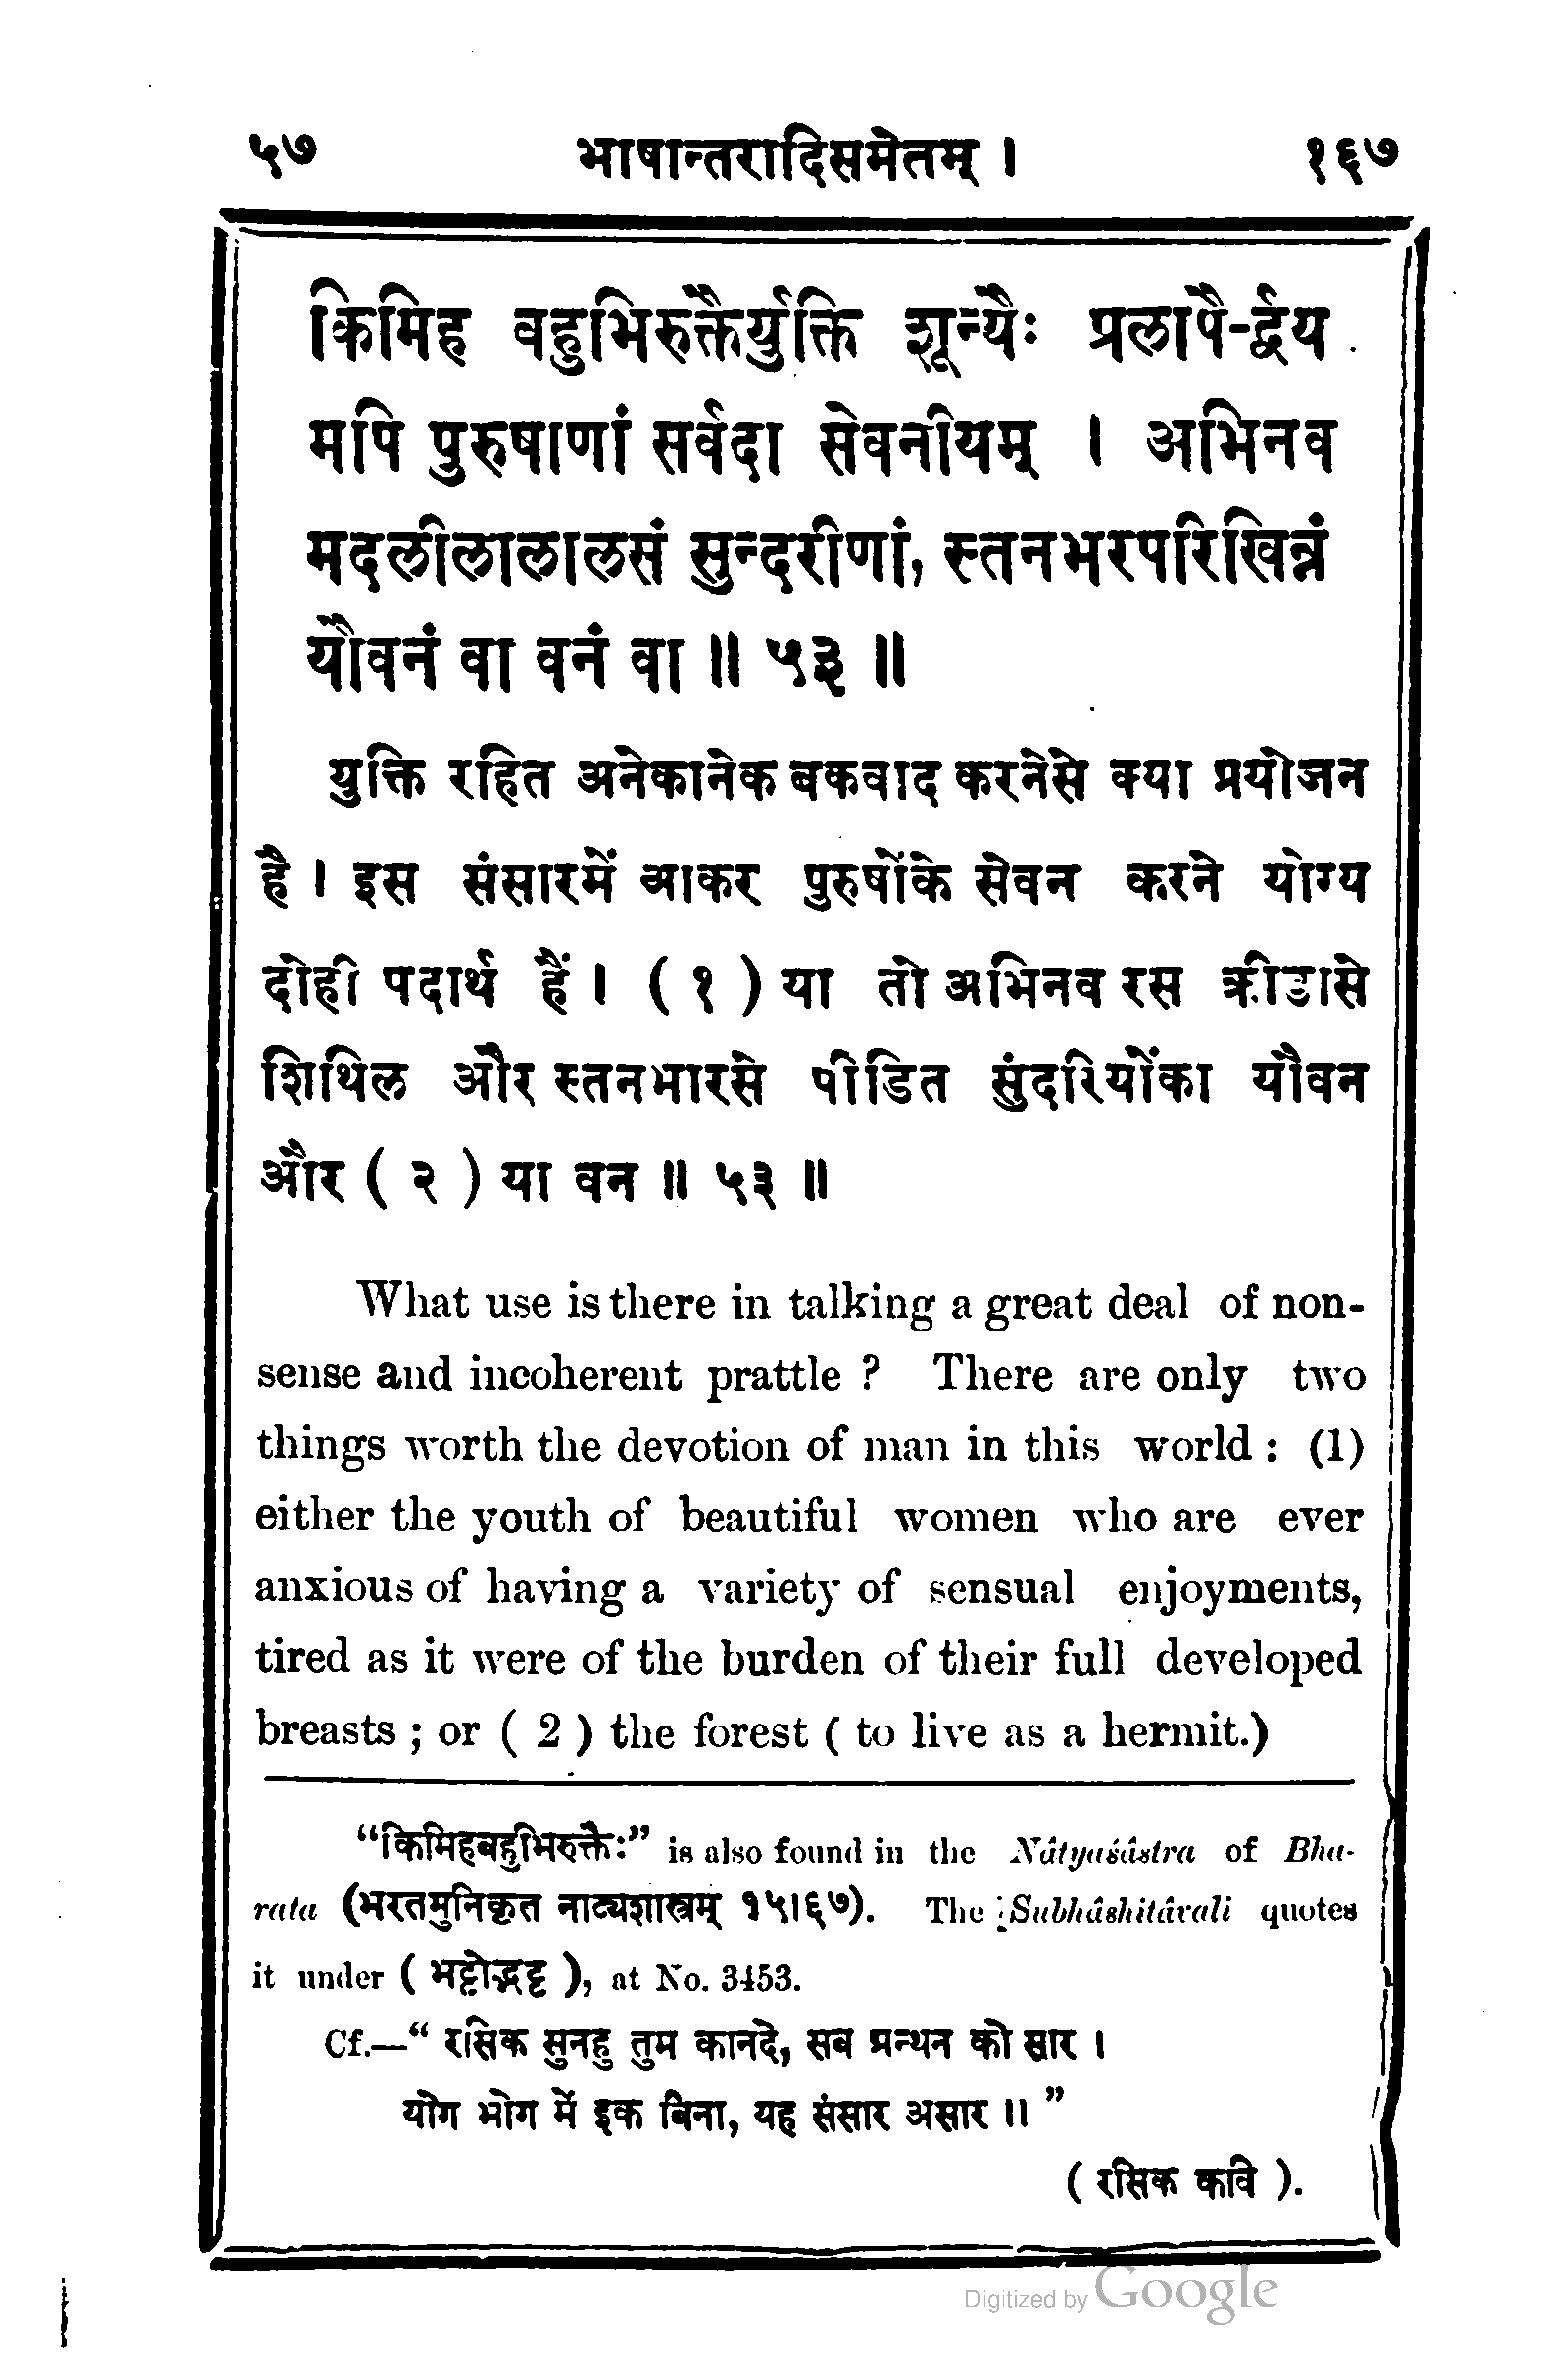 ५७ भाषान्तरादिसमेतम् । १६७
किमिह वहुभिरुक्तैर्युक्ति शून्यैः प्रलापै-र्द्वय
मपि पुरुषाणां सर्वदा सेवनीयम् । अभिनव
मदलीलालालसं सुन्दरीणां, स्तनभरपरिखिन्नं
यौवनं वा वनं वा ॥ ५३ ॥
युक्ति रहित अनेकानेक बकवाद करनेसे क्या प्रयोजन
है । इस संसारमें आकर पुरुषोंके सेवन करने योग्य
दोही पदार्थ हैं । ( १ ) या तो अभिनव रस क्रीडासे
शिथिल और स्तनभारसे पीडित सुंदरियोंका यौवन
और ( २ ) या वन ॥ ५३ ॥
What use is there in talking a great deal of non-
sense and incoherent prattle ? There are only two
things worth the devotion of man in this world : (1)
either the youth of beautiful women who are ever
anxious of having a variety of sensual enjoyments,
tired as it were of the burden of their full developed
breasts ; or ( 2 ) the forest ( to live as a hermit.)
“किमिहबहुभिरुक्तैः” is also found in the Nâtyaśâstra of Bha-
rata (भरतमुनिकृत नाट्यशास्त्रम् १५।६७). The Subhâshitâvali quotes
it under ( भट्टोद्भट्ट ), at No. 3453.
Cf.—“ रसिक सुनहु तुम कानदे, सब ग्रन्थन को सार ।
योग भोग में इक बिना, यह संसार असार ॥ ”
( रसिक कवि ).
Digitized by Google